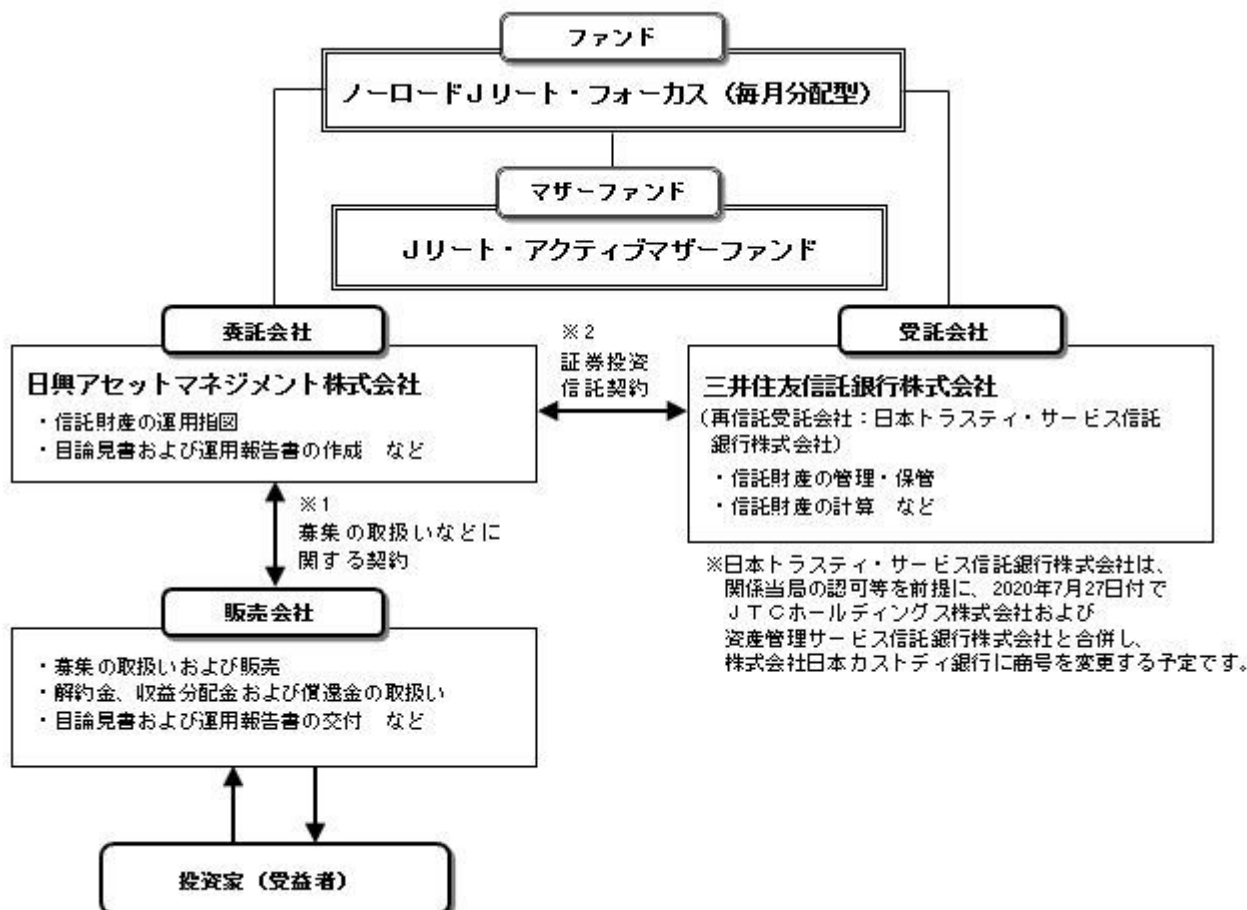 ファンド
ノーロードJリート・フォーカス（毎月分配型）
マザーファンド
Jリート・アクティブマザーファンド
委託会社
日興アセットマネジメント株式会社
・信託財産の運用指図
・目論見書および運用報告書の作成　など
※2
証券投資
信託契約
受託会社
三井住友信託銀行株式会社
（再信託受託会社：日本トラスティ・サービス信託
銀行株式会社）
・信託財産の管理・保管
・信託財産の計算　など
※1
募集の取扱いなどに
関する契約
※日本トラスティ・サービス信託銀行株式会社は、
関係当局の認可等を前提に、2020年7月27日付で
ＪＴＣホールディングス株式会社および
資産管理サービス信託銀行株式会社と合併し、
株式会社日本カストディ銀行に商号を変更する予定です。
販売会社
・募集の取扱いおよび販売
・解約金、収益分配金および償還金の取扱い
・目論見書および運用報告書の交付　など
投資家（受益者）